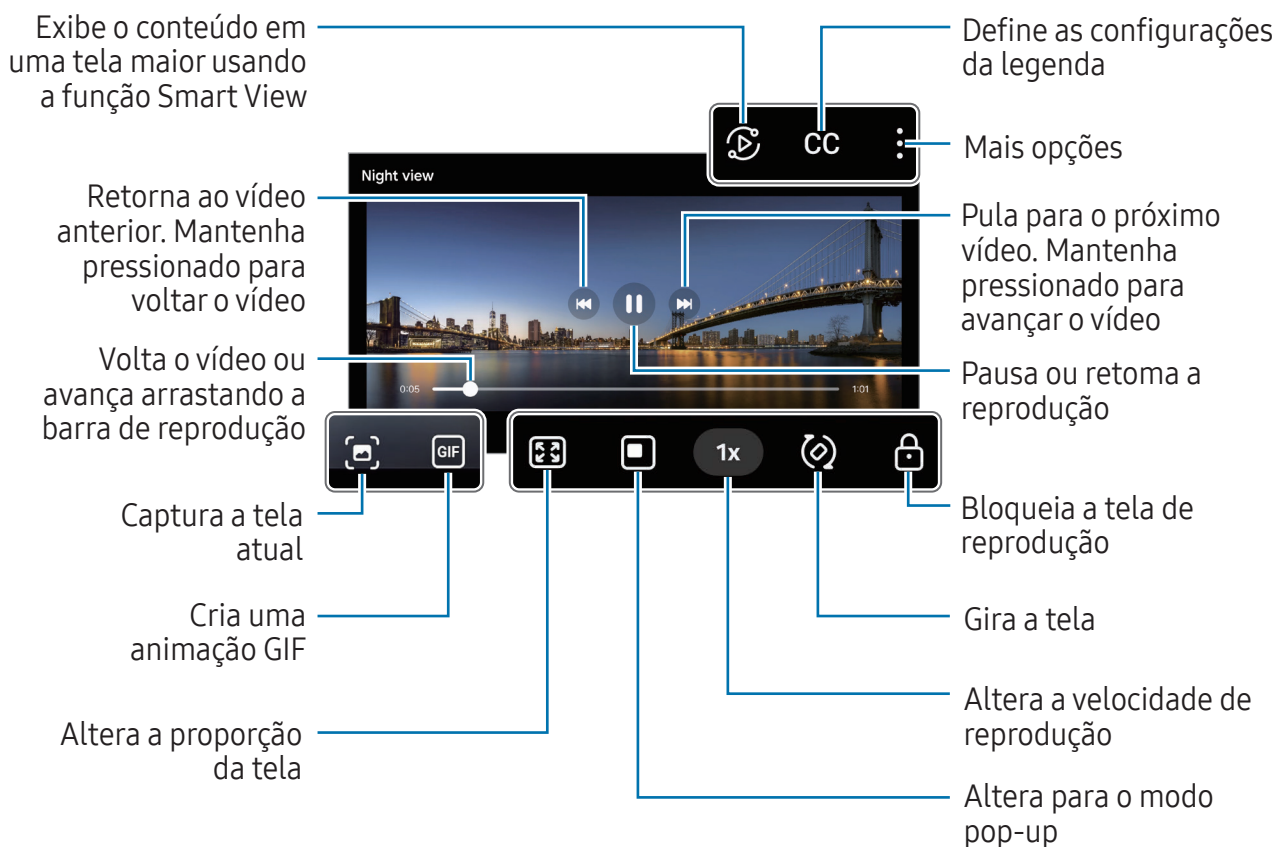 Exibe o conteúdo em
uma tela maior usando
a função Smart View
Define as configurações
da legenda
CC
Mais opções
Night view
Retorna ao vídeo
anterior. Mantenha
pressionado para
voltar o vídeo
Pula para o próximo
vídeo. Mantenha
pressionado para
avançar o vídeo
Volta o vídeo ou
avança arrastando a
barra de reprodução
0:05
1:01
Pausa ou retoma a
reprodução
GIF
1x
Captura a tela
atual
Bloqueia a tela de
reprodução
Cria uma
animação GIF
Gira a tela
Altera a proporção
da tela
Altera a velocidade de
reprodução
Altera para o modo
pop-up